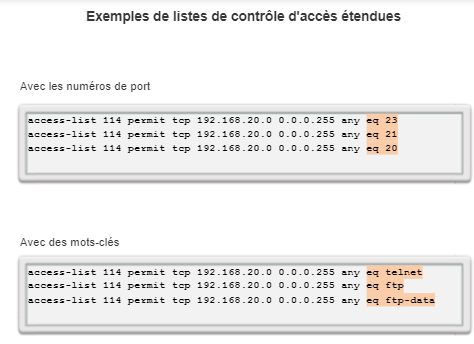 Exemples de listes de contrôle d'accès étendues
Avec les numéros de port
access-list 114 permit tcp 192.168.20.0 0.0.0.255 any eq 23
access-list 114 permit tcp 192.168.20.0 0.0.0.255 any eq 21
access-list 114 permit tcp 192.168.20.0 0.0.0.255 any eq 20
Avec des mots-clés
access-list 114 permit tcp 192.168.20.0 0.0.0.255 any eq telnet
access-list 114 permit tcp 192.168.20.0 0.0.0.255 any eq ftp
access-list 114 permit tcp 192.168.20.0 0.0.0.255 any eq ftp-data